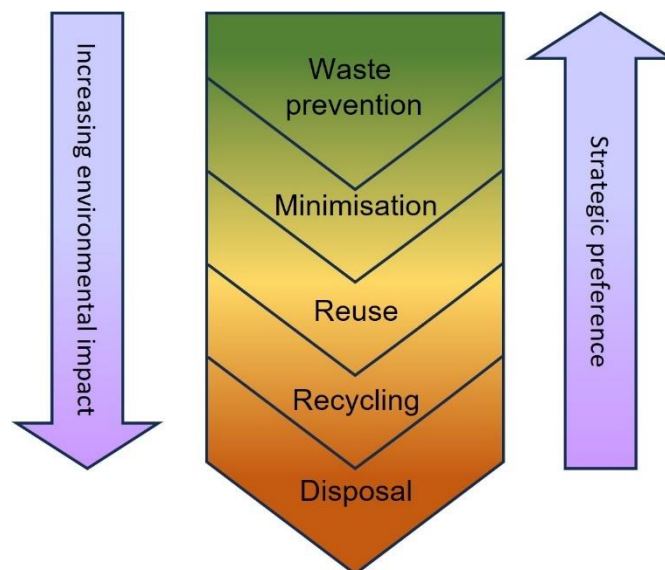 Increasing environmental impact
Waste
prevention
Minimisation
Reuse
Recycling
Disposal
Strategic preference